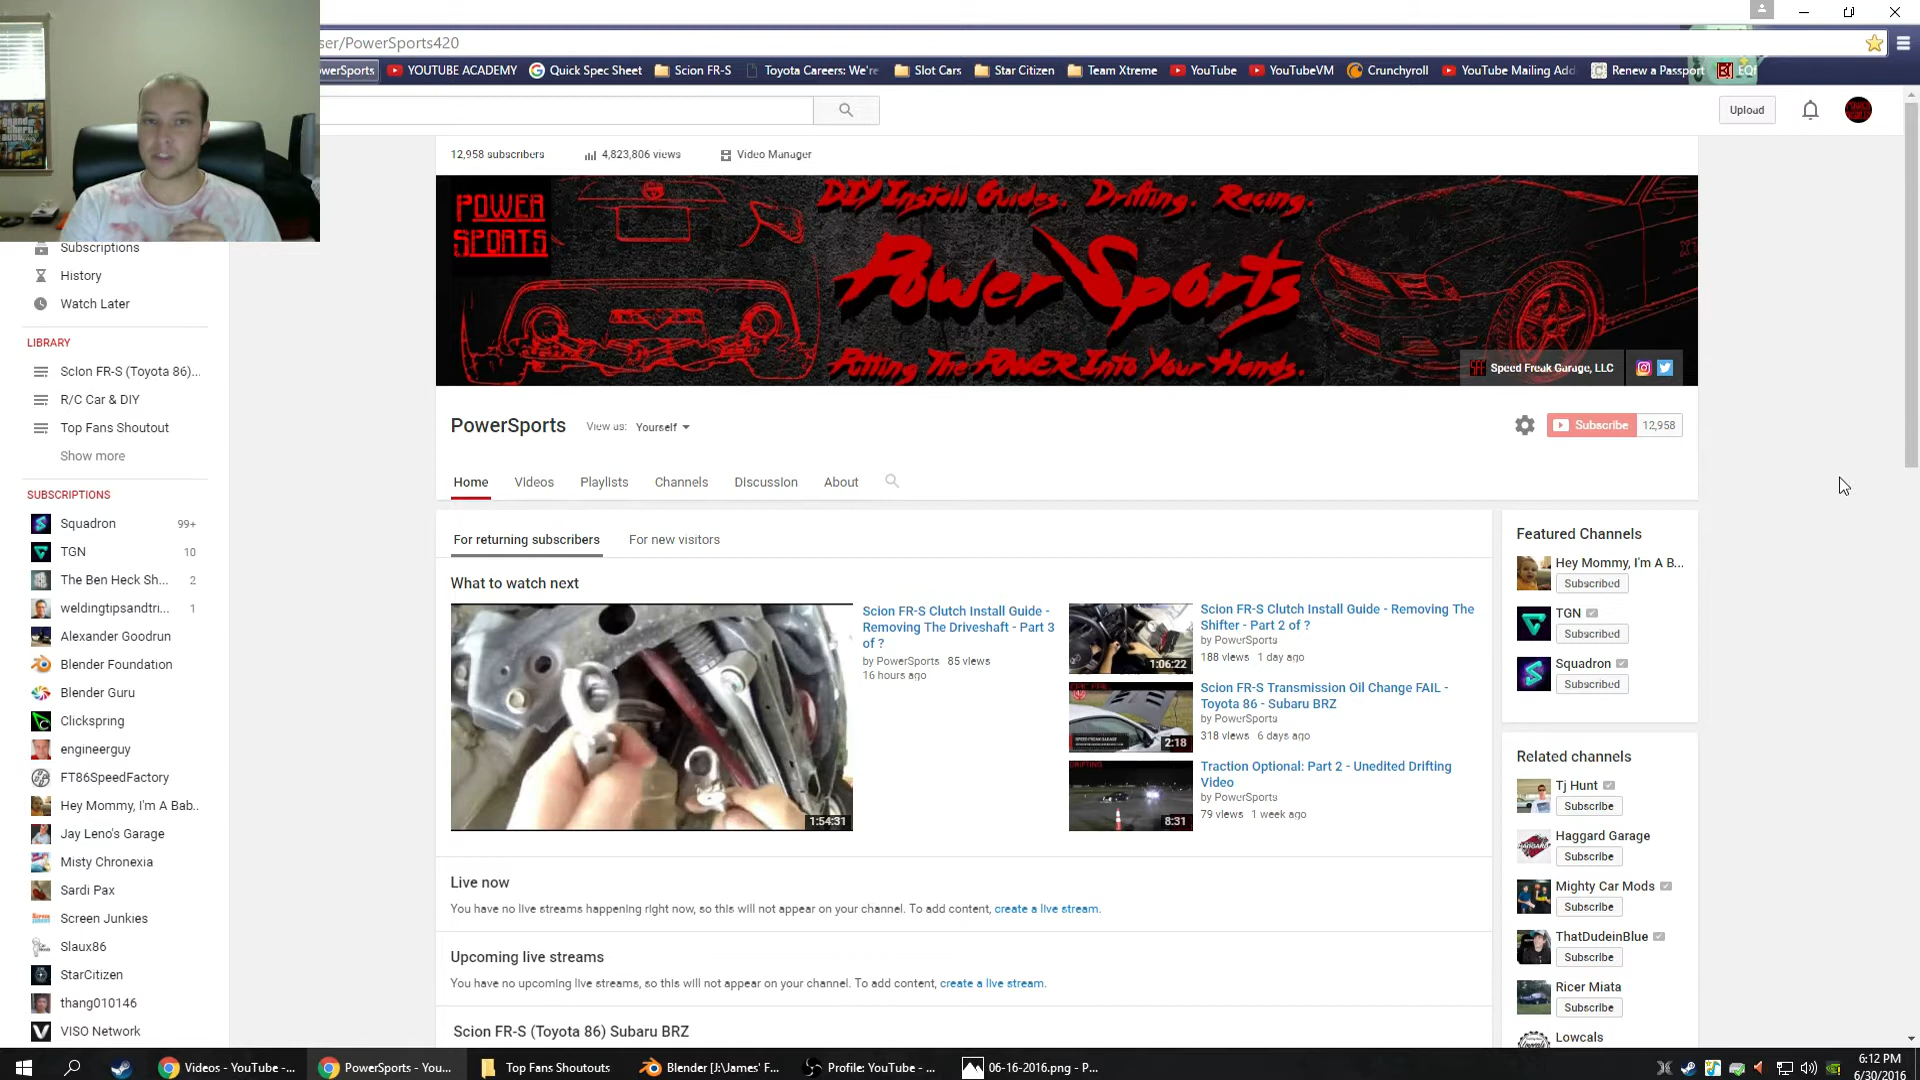 ser/PowerSports420
owerSports
YOUTUBE ACADEMY
Quick Spec Sheet
Scion FR-S
Toyota Careers: We're
Slot Cars
Star Citizen
Team Xtreme
YouTube
YouTubeVM
Crunchyroll
YouTube Mailing Add
Renew a Passport
EQI
Upload
12,958 subscribers
4,823,806 views
Video Manager
POWER
SPORTS
DIY Install Guides. Drifting. Racing.
PowerSports
Putting The POWER Into Your Hands.
Speed Freak Garage, LLC
PowerSports
View as: Yourself
Subscribe
12,958
Home
Videos
Playlists
Channels
Discussion
About
Subscriptions
History
Watch Later
LIBRARY
Scion FR-S (Toyota 86)...
R/C Car & DIY
Top Fans Shoutout
Show more
SUBSCRIPTIONS
Squadron 99+
TGN 10
The Ben Heck Sh... 2
weldingtipsandtri... 1
Alexander Goodrun
Blender Foundation
Blender Guru
Clickspring
engineerguy
FT86SpeedFactory
Hey Mommy, I'm A Bab..
Jay Leno's Garage
Misty Chronexia
Sardi Pax
Screen Junkies
Slaux86
StarCitizen
thang010146
VISO Network
For returning subscribers
For new visitors
What to watch next
1:54:31
Scion FR-S Clutch Install Guide -
Removing The Driveshaft - Part 3
of ?
by PowerSports 85 views
16 hours ago
1:06:22
Scion FR-S Clutch Install Guide - Removing The
Shifter - Part 2 of ?
by PowerSports
188 views 1 day ago
2:18
Scion FR-S Transmission Oil Change FAIL -
Toyota 86 - Subaru BRZ
by PowerSports
318 views 6 days ago
8:31
Traction Optional: Part 2 - Unedited Drifting
Video
by PowerSports
79 views 1 week ago
Live now
You have no live streams happening right now, so this will not appear on your channel. To add content, create a live stream.
Upcoming live streams
You have no upcoming live streams, so this will not appear on your channel. To add content, create a live stream.
Scion FR-S (Toyota 86) Subaru BRZ
Featured Channels
Hey Mommy, I'm A B...
Subscribed
TGN
Subscribed
Squadron
Subscribed
Related channels
Tj Hunt
Subscribe
Haggard Garage
Subscribe
Mighty Car Mods
Subscribe
ThatDudeinBlue
Subscribe
Ricer Miata
Subscribe
Lowcals
Videos - YouTube -...
PowerSports - You...
Top Fans Shoutouts
Blender [J:\James' F...
Profile: YouTube - ...
06-16-2016.png - P...
6:12 PM
6/30/2016